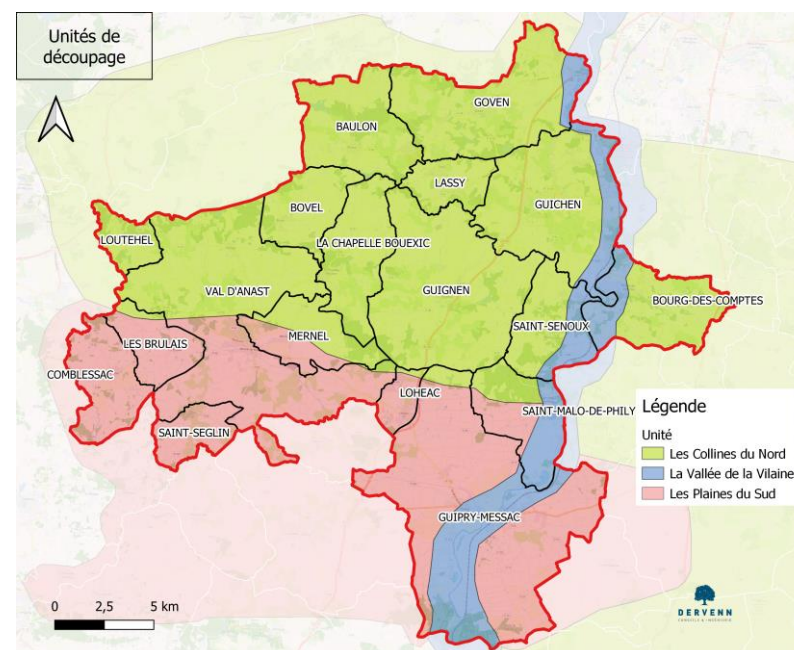 Unités de
découpage
GOVEN
BAULON
LASSY
BOVEL
GUICHEN
LOUTEHEL
LA CHAPELLE BOUEXIC
VAL D'ANAST
GUIGNEN
BOURG-DES-COMPTES
SAINT-SENOUX
MERNEL
LES BRULAIS
COMBLESSAC
LOHEAC
SAINT-MALO-DE-PHILY
SAINT-SEGLIN
GUIPRY-MESSAC
Légende
Unité
Les Collines du Nord
La Vallée de la Vilaine
Les Plaines du Sud
0 2,5 5 km
DERVENN
CONSEILS & INGÉNIERIE